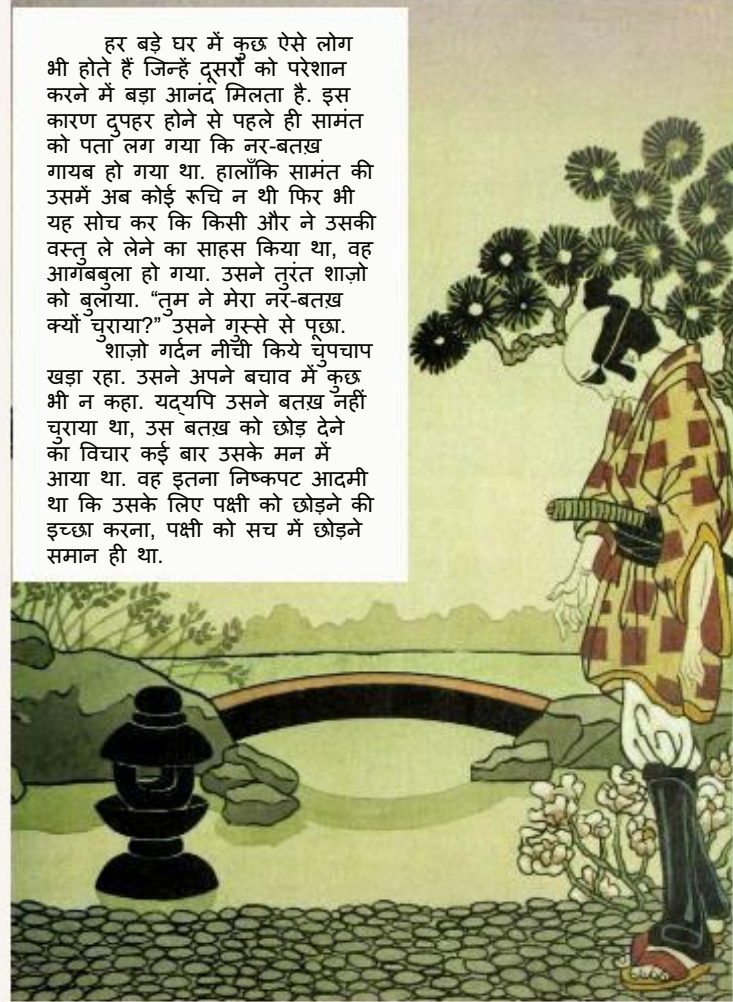 हर बड़े घर में कुछ ऐसे लोग
भी होते हैं जिन्हें दूसरों को परेशान
करने में बड़ा आनंद मिलता है. इस
कारण दुपहर होने से पहले ही सामंत
को पता लग गया कि नर-बतख़
गायब हो गया था. हालाँकि सामंत की
उसमें अब कोई रूचि न थी फिर भी
यह सोच कर कि किसी और ने उसकी
वस्तु ले लेने का साहस किया था, वह
आगबबुला हो गया. उसने तुरंत शाज़ो
को बुलाया. “तुम ने मेरा नर-बतख़
क्यों चुराया?” उसने गुस्से से पूछा.
शाज़ो गर्दन नीची किये चुपचाप
खड़ा रहा. उसने अपने बचाव में कुछ
भी न कहा. यद्यपि उसने बतख़ नहीं
चुराया था, उस बतख़ को छोड़ देने
का विचार कई बार उसके मन में
आया था. वह इतना निष्कपट आदमी
था कि उसके लिए पक्षी को छोड़ने की
इच्छा करना, पक्षी को सच में छोड़ने
समान ही था.